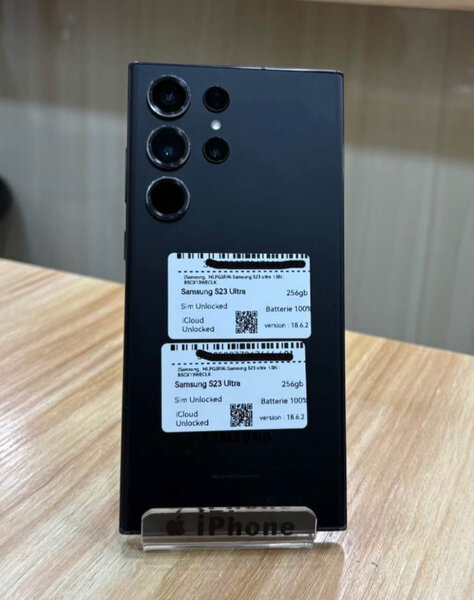 Samsung S23 Ultra 256gb
Sim Unlocked Batterie 100%
iCloud
Unlocked version : 18.6.2
Samsung S23 Ultra 256gb
Sim Unlocked Batterie 100%
iCloud
Unlocked version : 18.6.2
SAMSUNG
iPhone